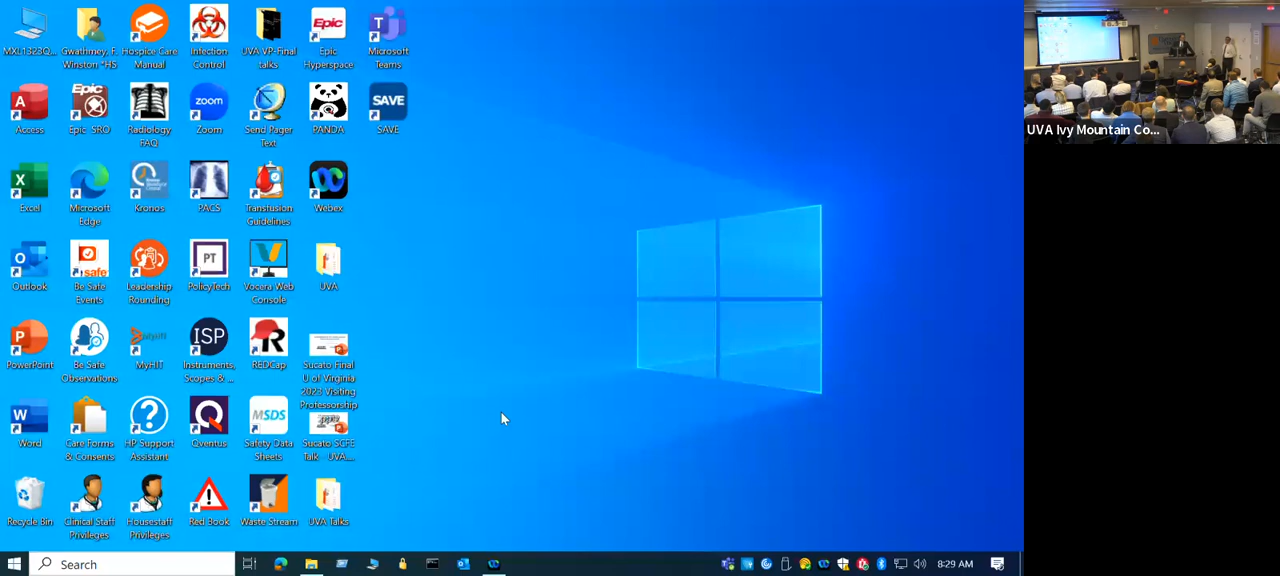 MXL1323Q...
Gwathmey, F.
Winston "HS
Hospice Care
Manual
Infection
Control
UVA VP-Final
talks
Epic
Epic
Hyperspace
Microsoft
Teams
Access
Epic
Epic SRO
Radiology
FAQ
zoom
Zoom
Send Pager
Text
PANDA
SAVE
SAVE
Excel
Microsoft
Edge
Kronos
PACS
Transfusion
Guidelines
Webex
Outlook
Be safe
Be Safe
Events
Leadership
Rounding
PT
PolicyTech
Vocera Web
Console
UVA
PowerPoint
Be Safe
Observations
MyHIT
ISP
Instruments,
Scopes & ...
REDCap
Sucato Final
U of Virginia
2023 Visiting
Professorship
Word
Care Forms
& Consents
HP Support
Assistant
Qventus
MSDS
Safety Data
Sheets
Sucato SCFE
Talk _ UVA....
Recycle Bin
Clinical Staff
Privileges
Housestaff
Privileges
Red Book
Waste Stream
UVA Talks
Search
8:29 AM
UVA Ivy Mountain Co...